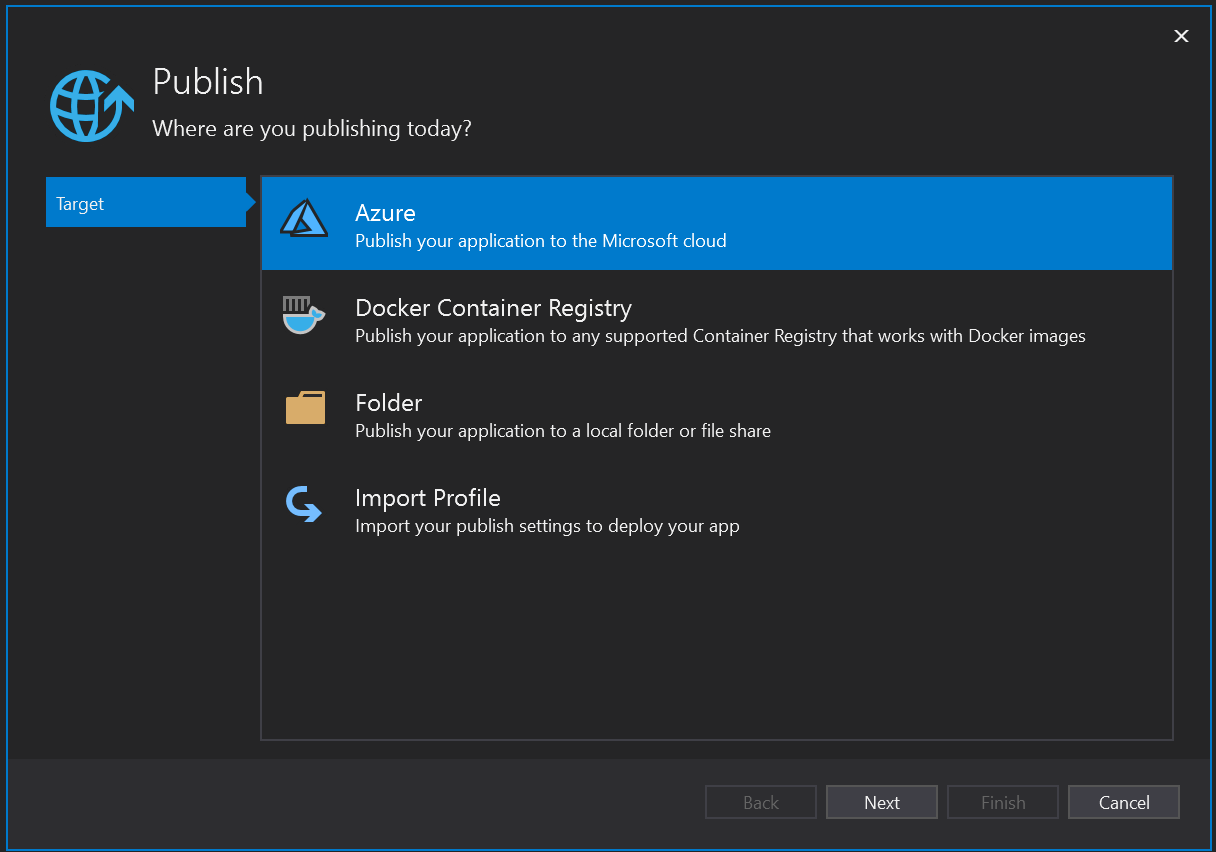 Publish
Where are you publishing today?
Target
Azure
Publish your application to the Microsoft cloud
Docker Container Registry
Publish your application to any supported Container Registry that works with Docker images
Folder
Publish your application to a local folder or file share
Import Profile
Import your publish settings to deploy your app
Back
Next
Finish
Cancel